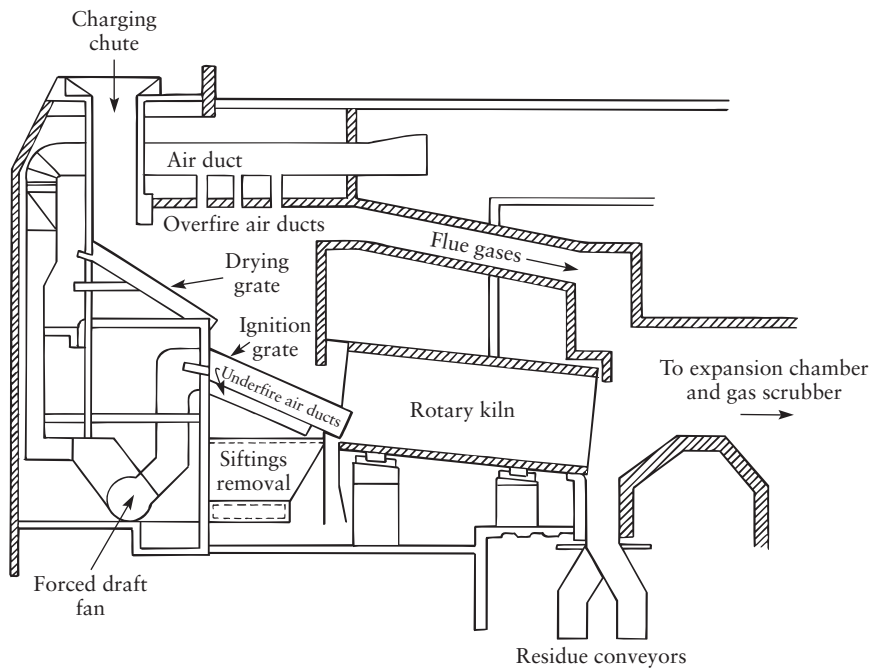 Charging
chute
Air duct
Overfire air ducts
Flue gases
Drying
grate
Ignition
grate
Underfire air ducts
To expansion chamber
and gas scrubber
Rotary kiln
Siftings
removal
Forced draft
fan
Residue conveyors